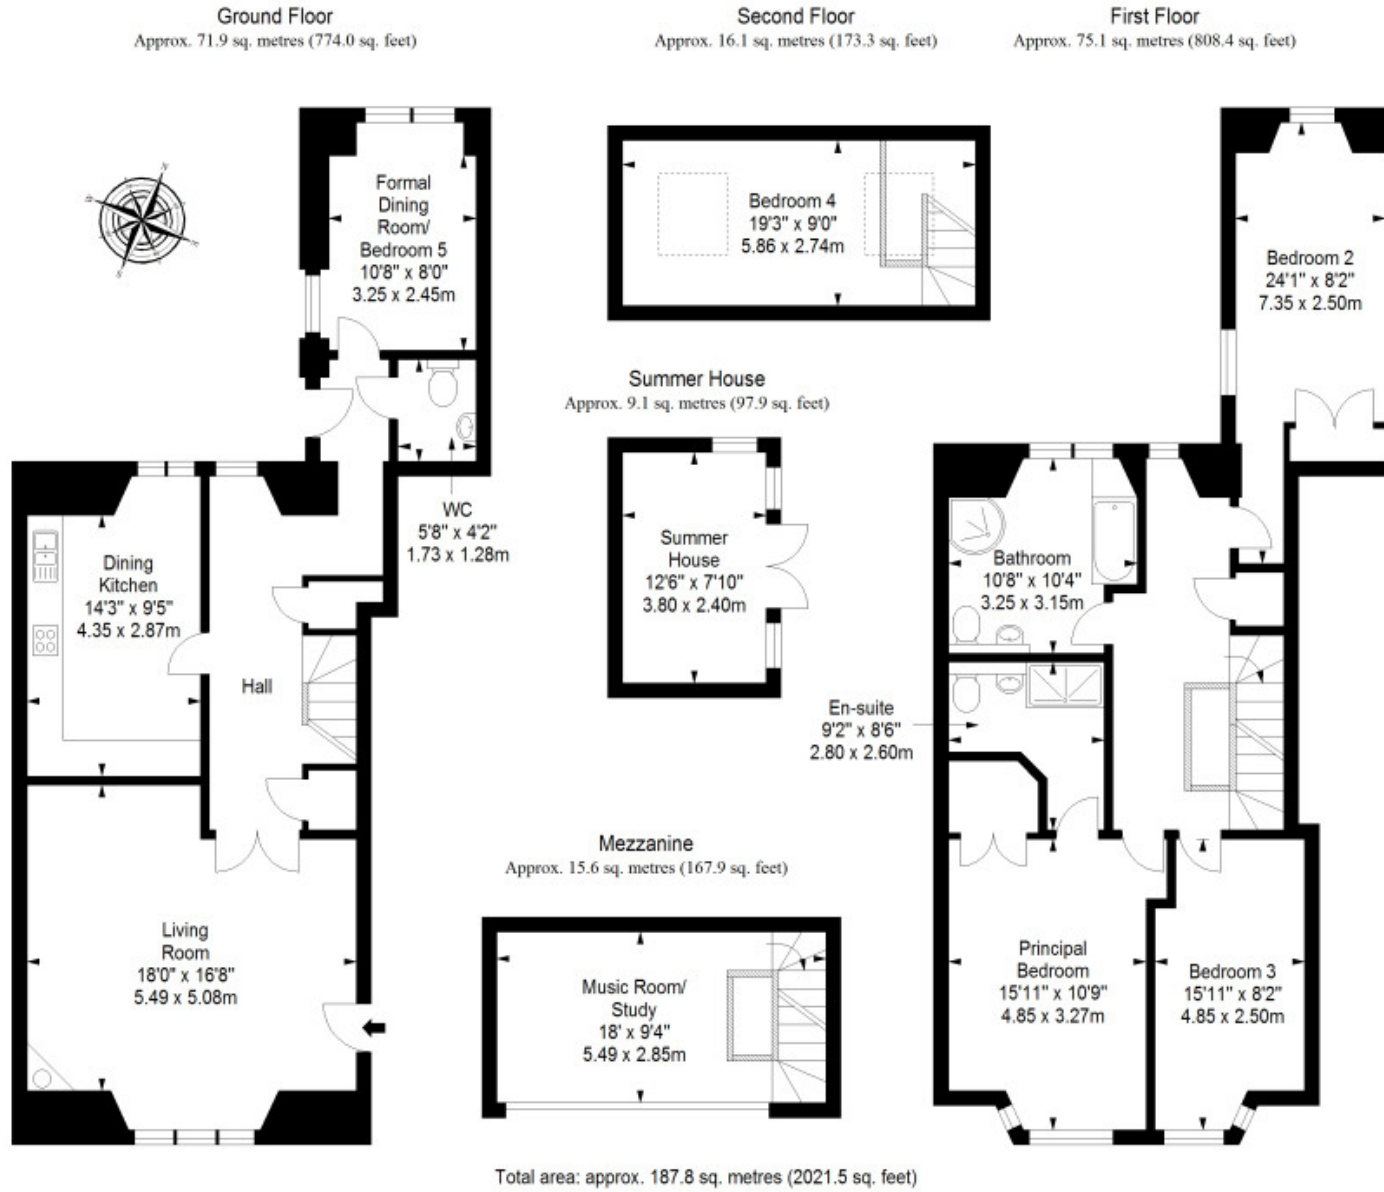 Ground Floor
Approx. 71.9 sq. metres (774.0 sq. feet)
Second Floor
Approx. 16.1 sq. metres (173.3 sq. feet)
First Floor
Approx. 75.1 sq. metres (808.4 sq. feet)
N
S
Formal
Dining
Room/
Bedroom 5
10'8" x 8'0"
3.25 x 2.45m
Bedroom 4
19'3" x 9'0"
5.86 x 2.74m
Bedroom 2
24'1" x 8'2"
7.35 x 2.50m
Summer House
Approx. 9.1 sq. metres (97.9 sq. feet)
WC
5'8" x 4'2"
1.73 x 1.28m
Dining
Kitchen
14'3" x 9'5"
4.35 x 2.87m
Summer
House
12'6" x 7'10"
3.80 x 2.40m
Bathroom
10'8" x 10'4"
3.25 x 3.15m
Hall
En-suite
9'2" x 8'6"
2.80 x 2.60m
Mezzanine
Approx. 15.6 sq. metres (167.9 sq. feet)
Living
Room
18'0" x 16'8"
5.49 x 5.08m
Music Room/
Study
18' x 9'4"
5.49 x 2.85m
Principal
Bedroom
15'11" x 10'9"
4.85 x 3.27m
Bedroom 3
15'11" x 8'2"
4.85 x 2.50m
Total area: approx. 187.8 sq. metres (2021.5 sq. feet)